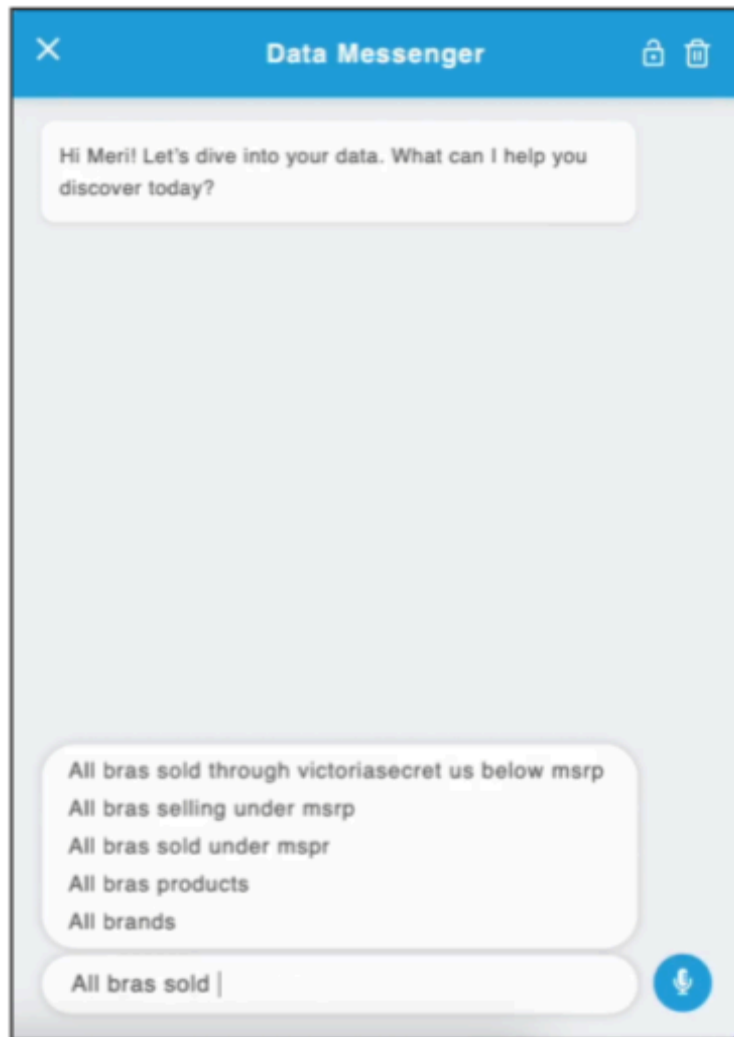 Data Messenger
Hi Meri! Let's dive into your data. What can I help you
discover today?
All bras sold through victoriasecret us below msrp
All bras selling under msrp
All bras sold under mspr
All bras products
All brands
All bras sold